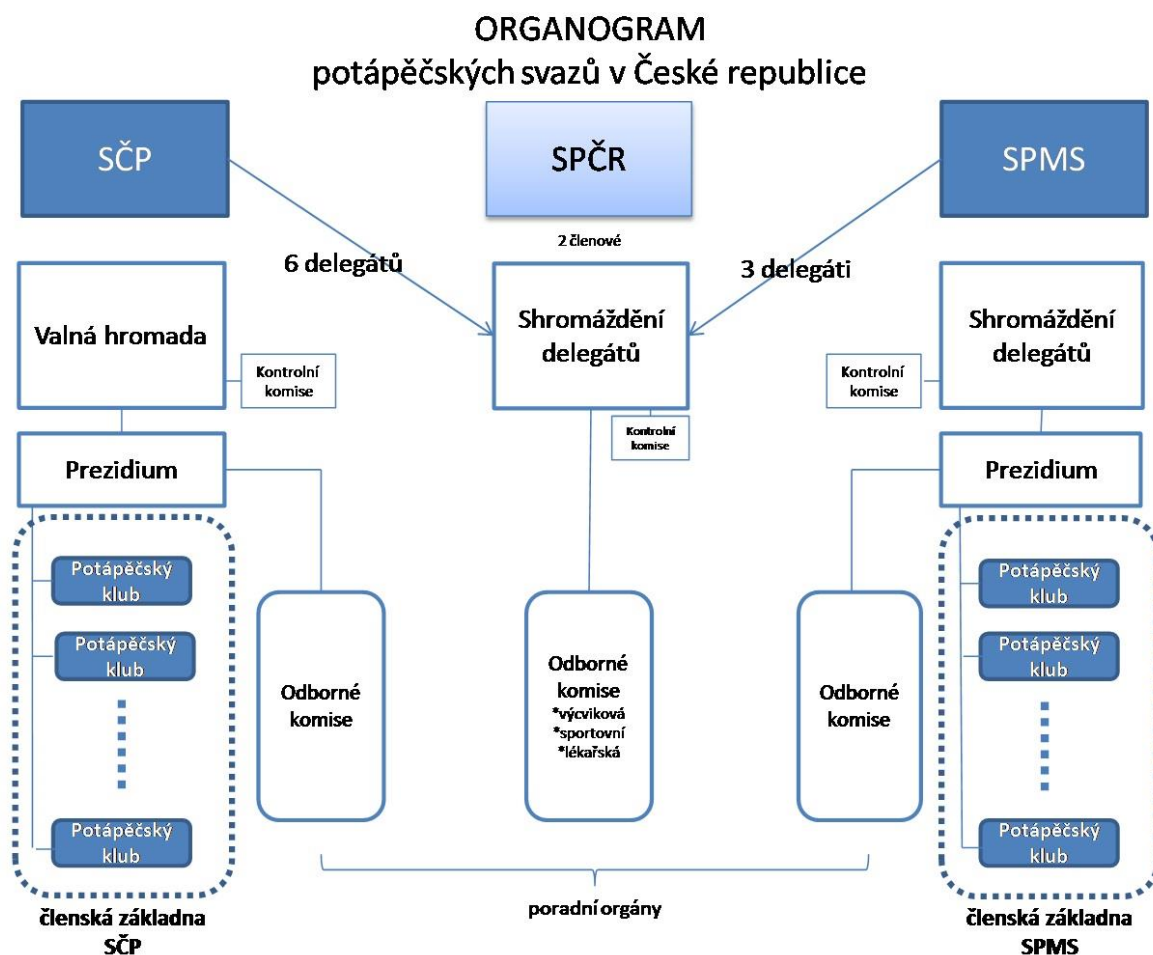 ORGANOGRAM
potápěčských svazů v České republice
SČP
SPČR
SPMS
2 členové
6 delegátů
3 delegáti
Valná hromada
Kontrolní
komise
Shromáždění
delegátů
Kontrolní
komise
Kontrolní
komise
Shromáždění
delegátů
Prezidium
Prezidium
Potápěčský
klub
Potápěčský
klub
Potápěčský
klub
Odborné
komise
Odborné
komise
*výcviková
*sportovní
*lékařská
Odborné
komise
Potápěčský
klub
Potápěčský
klub
Potápěčský
klub
členská základna
SČP
poradní orgány
členská základna
SPMS